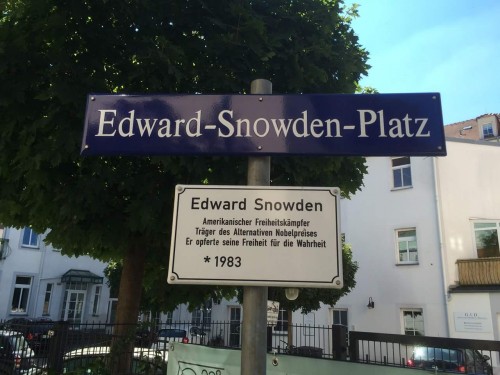 Edward-Snowden-Platz
Edward Snowden
Amerikanischer Freiheitskämpfer
Träger des Alternativen Nobelpreises
Er opferte seine Freiheit für die Wahrheit
* 1983